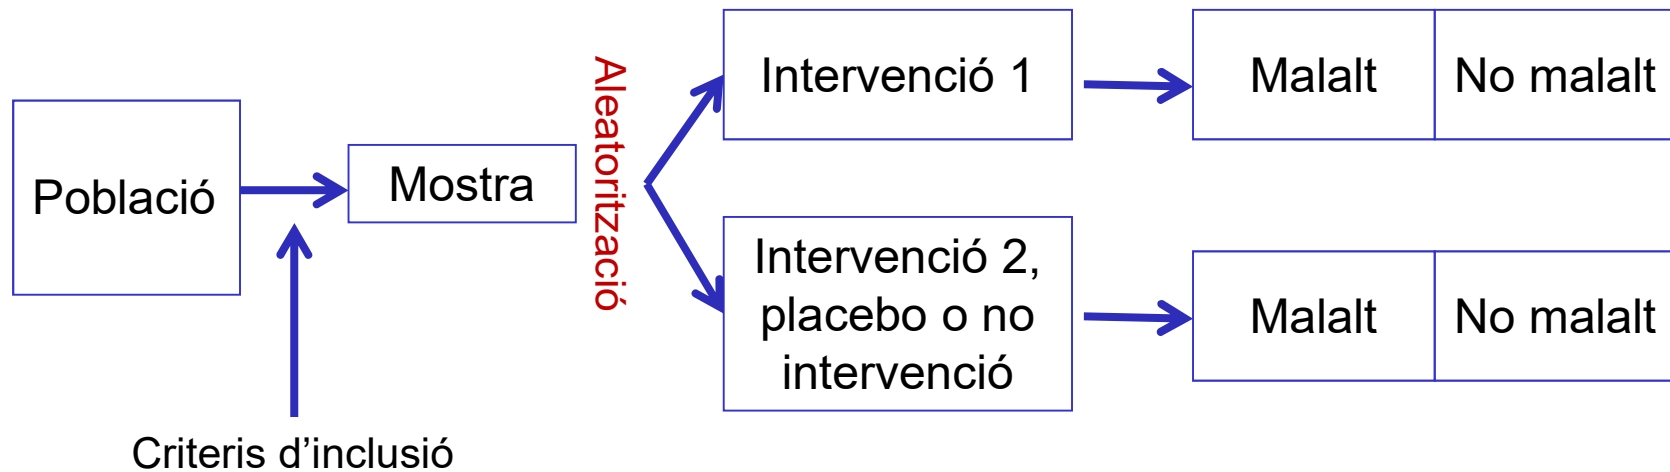 Població
Criteris d’inclusió
Mostra
Aleatorització
Intervenció 1
Malalt
No malalt
Intervenció 2,
placebo o no
intervenció
Malalt
No malalt